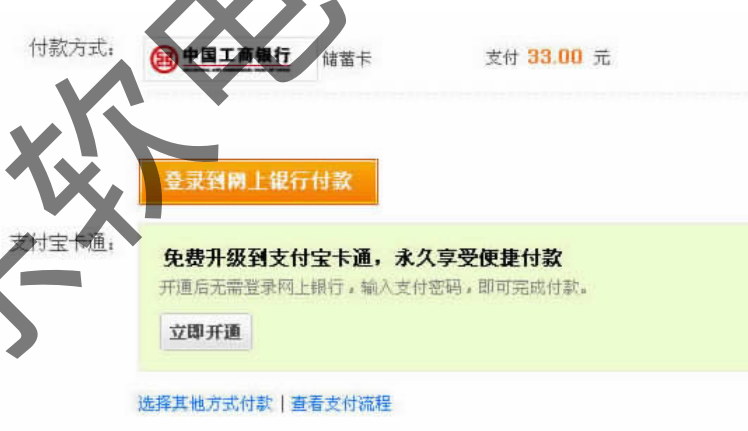 付款方式： 中国工商银行 储蓄卡 支付 33.00 元
登录到网上银行付款
支付宝卡通：
免费升级到支付宝卡通，永久享受便捷付款
开通后无需登录网上银行，输入支付密码，即可完成付款。
立即开通
选择其他方式付款 | 查看支付流程
软电